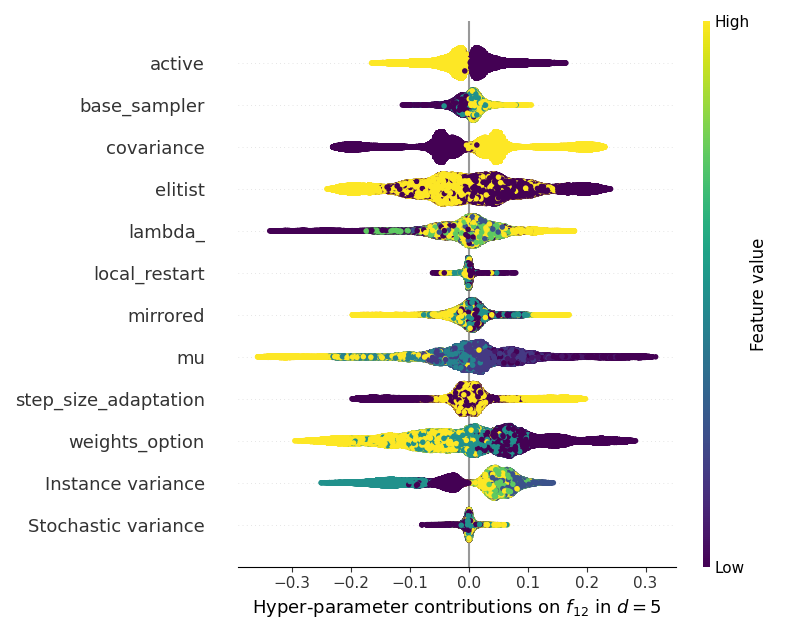 High
active
base_sampler
covariance
elitist
lambda_
local_restart
mirrored
mu
step_size_adaptation
weights_option
Instance variance
Stochastic variance
Feature value
Low
−0.3 −0.2 −0.1 0.0 0.1 0.2 0.3
Hyper-parameter contributions on $f_{12}$ in $d = 5$